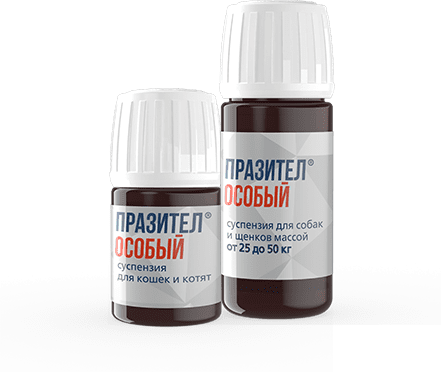 ПРАЗИТЕЛ®
ОСОБЫЙ
суспензия
для кошек и котят
ПРАЗИТЕЛ®
ОСОБЫЙ
суспензия для собак
и щенков массой
от 25 до 50 кг